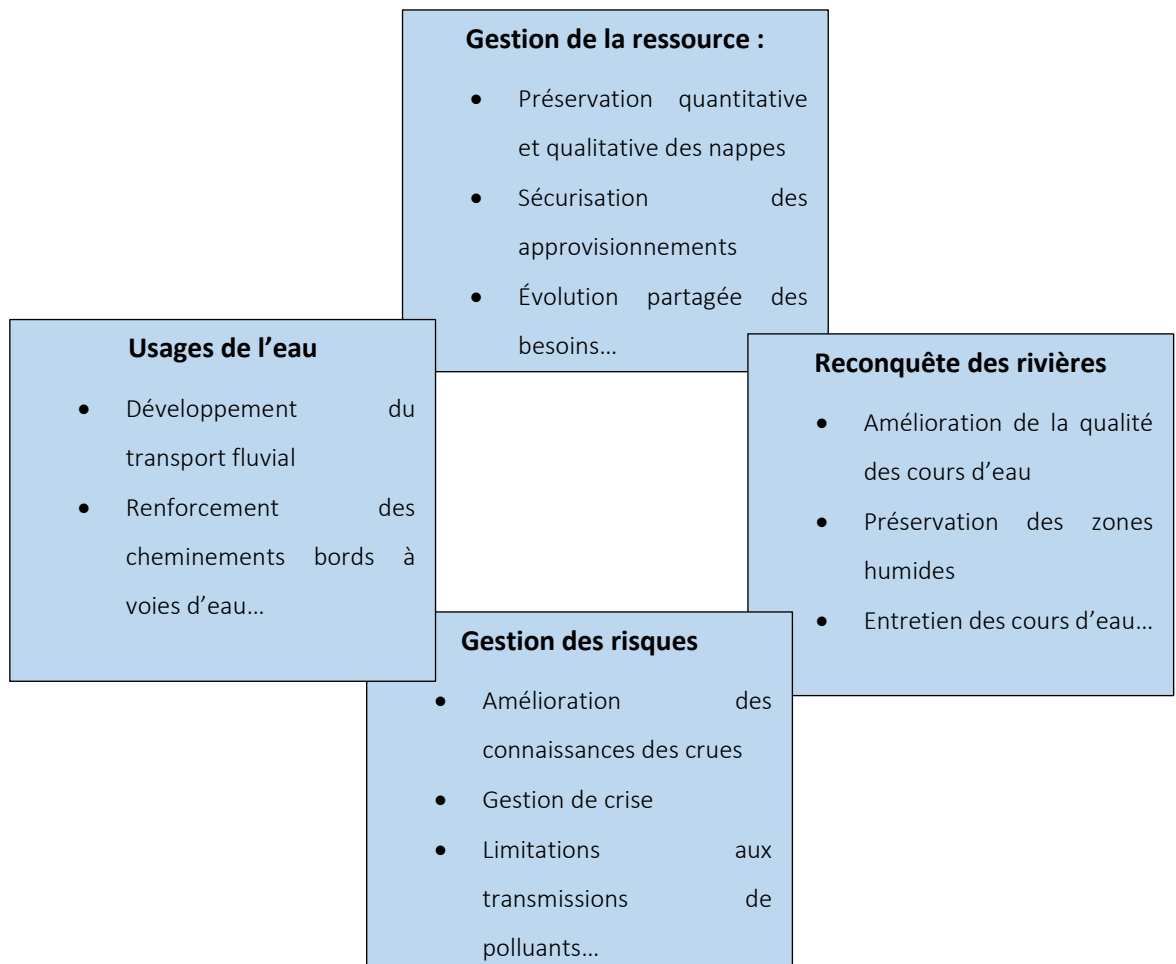 Gestion de la ressource :
• Préservation quantitative
et qualitative des nappes
• Sécurisation des
approvisionnements
• Évolution partagée des
besoins…
Usages de l’eau
• Développement du
transport fluvial
• Renforcement des
cheminements bords à
voies d’eau…
Reconquête des rivières
• Amélioration de la qualité
des cours d’eau
• Préservation des zones
humides
• Entretien des cours d’eau…
Gestion des risques
• Amélioration des
connaissances des crues
• Gestion de crise
• Limitations aux
transmissions de
polluants…